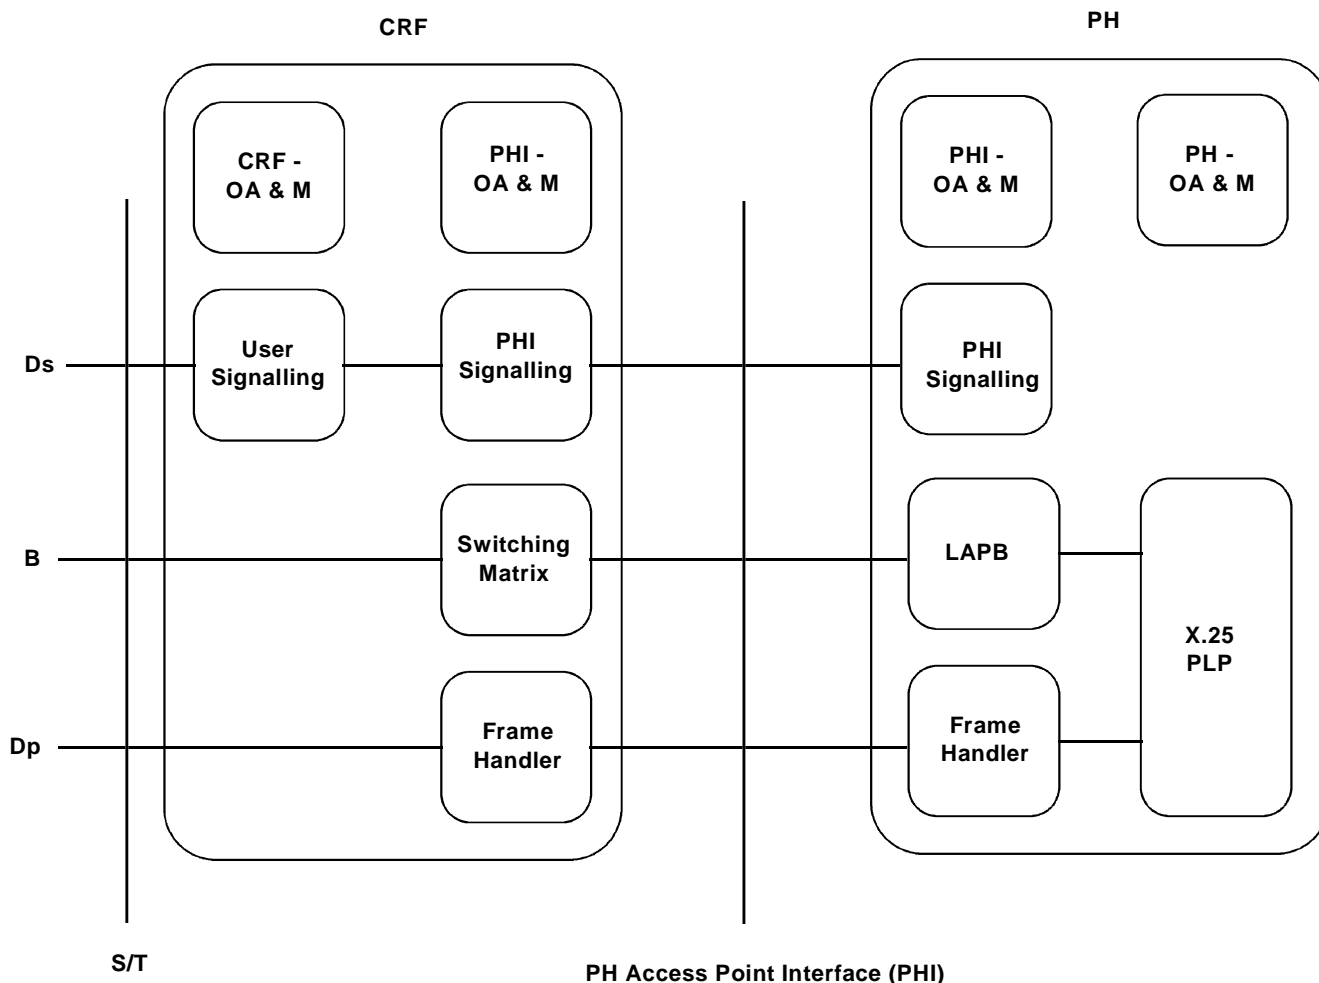 CRF
PH
CRF -
OA & M
PHI -
OA & M
PHI -
OA & M
PH -
OA & M
Ds
User
Signalling
PHI
Signalling
PHI
Signalling
B
Switching
Matrix
LAPB
X.25
PLP
Dp
Frame
Handler
Frame
Handler
S/T
PH Access Point Interface (PHI)